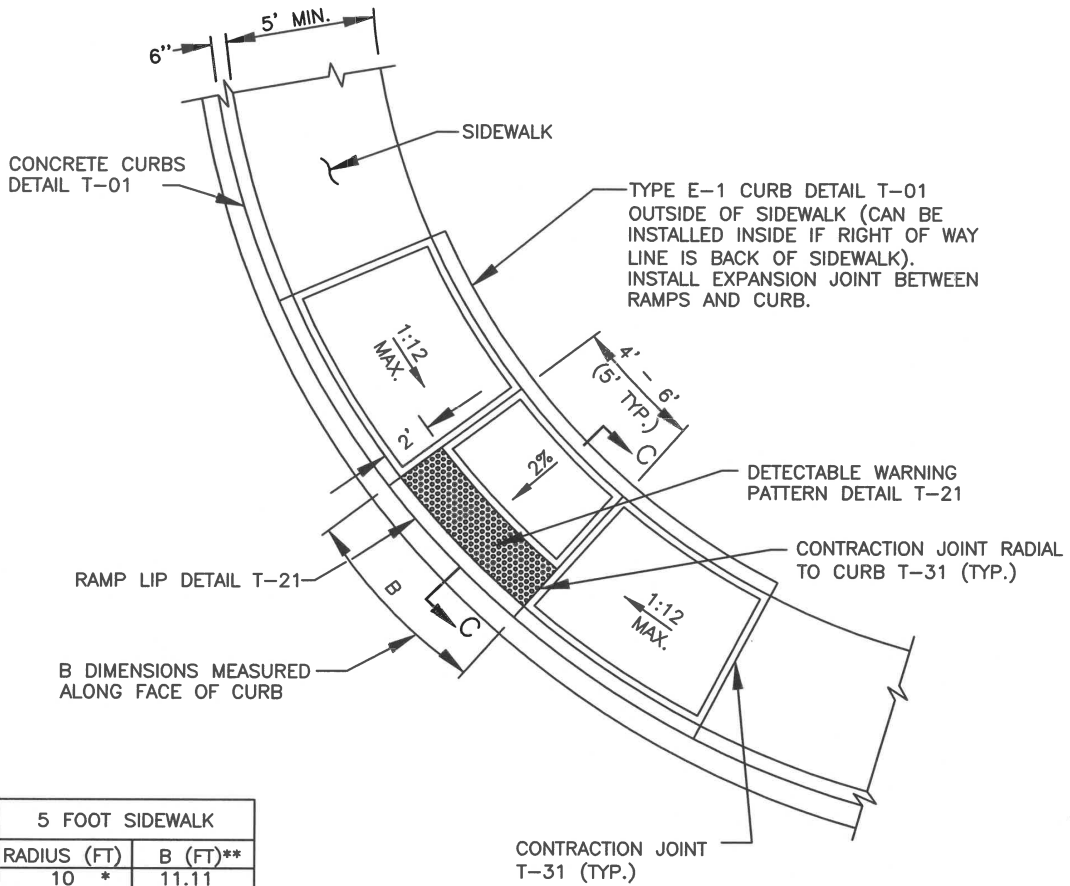 5' MIN.
6"
SIDEWALK
CONCRETE CURBS
DETAIL T-01
TYPE E-1 CURB DETAIL T-01
OUTSIDE OF SIDEWALK (CAN BE
INSTALLED INSIDE IF RIGHT OF WAY
LINE IS BACK OF SIDEWALK).
INSTALL EXPANSION JOINT BETWEEN
RAMPS AND CURB.
1:12
MAX.
4' - 6'
(5' TYP.)
2'
C
2%
DETECTABLE WARNING
PATTERN DETAIL T-21
CONTRACTION JOINT RADIAL
TO CURB T-31 (TYP.)
RAMP LIP DETAIL T-21
B
C
1:12
MAX.
B DIMENSIONS MEASURED
ALONG FACE OF CURB
5 FOOT SIDEWALK
RADIUS (FT) B (FT)**
10 * 11.11
CONTRACTION JOINT
T-31 (TYP.)